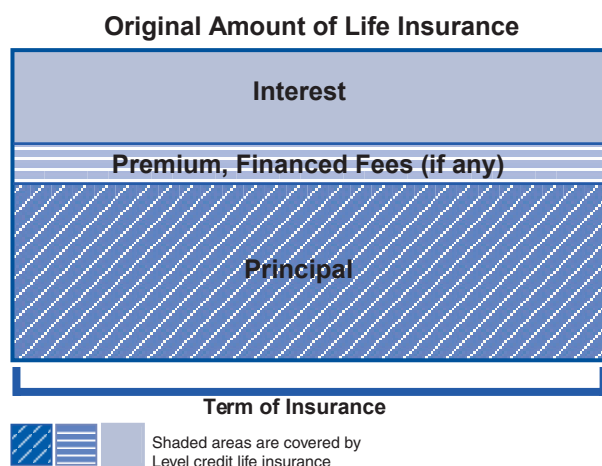 Original Amount of Life Insurance
Interest
Premium, Financed Fees (if any)
Principal
Term of Insurance
Shaded areas are covered by
Level credit life insurance